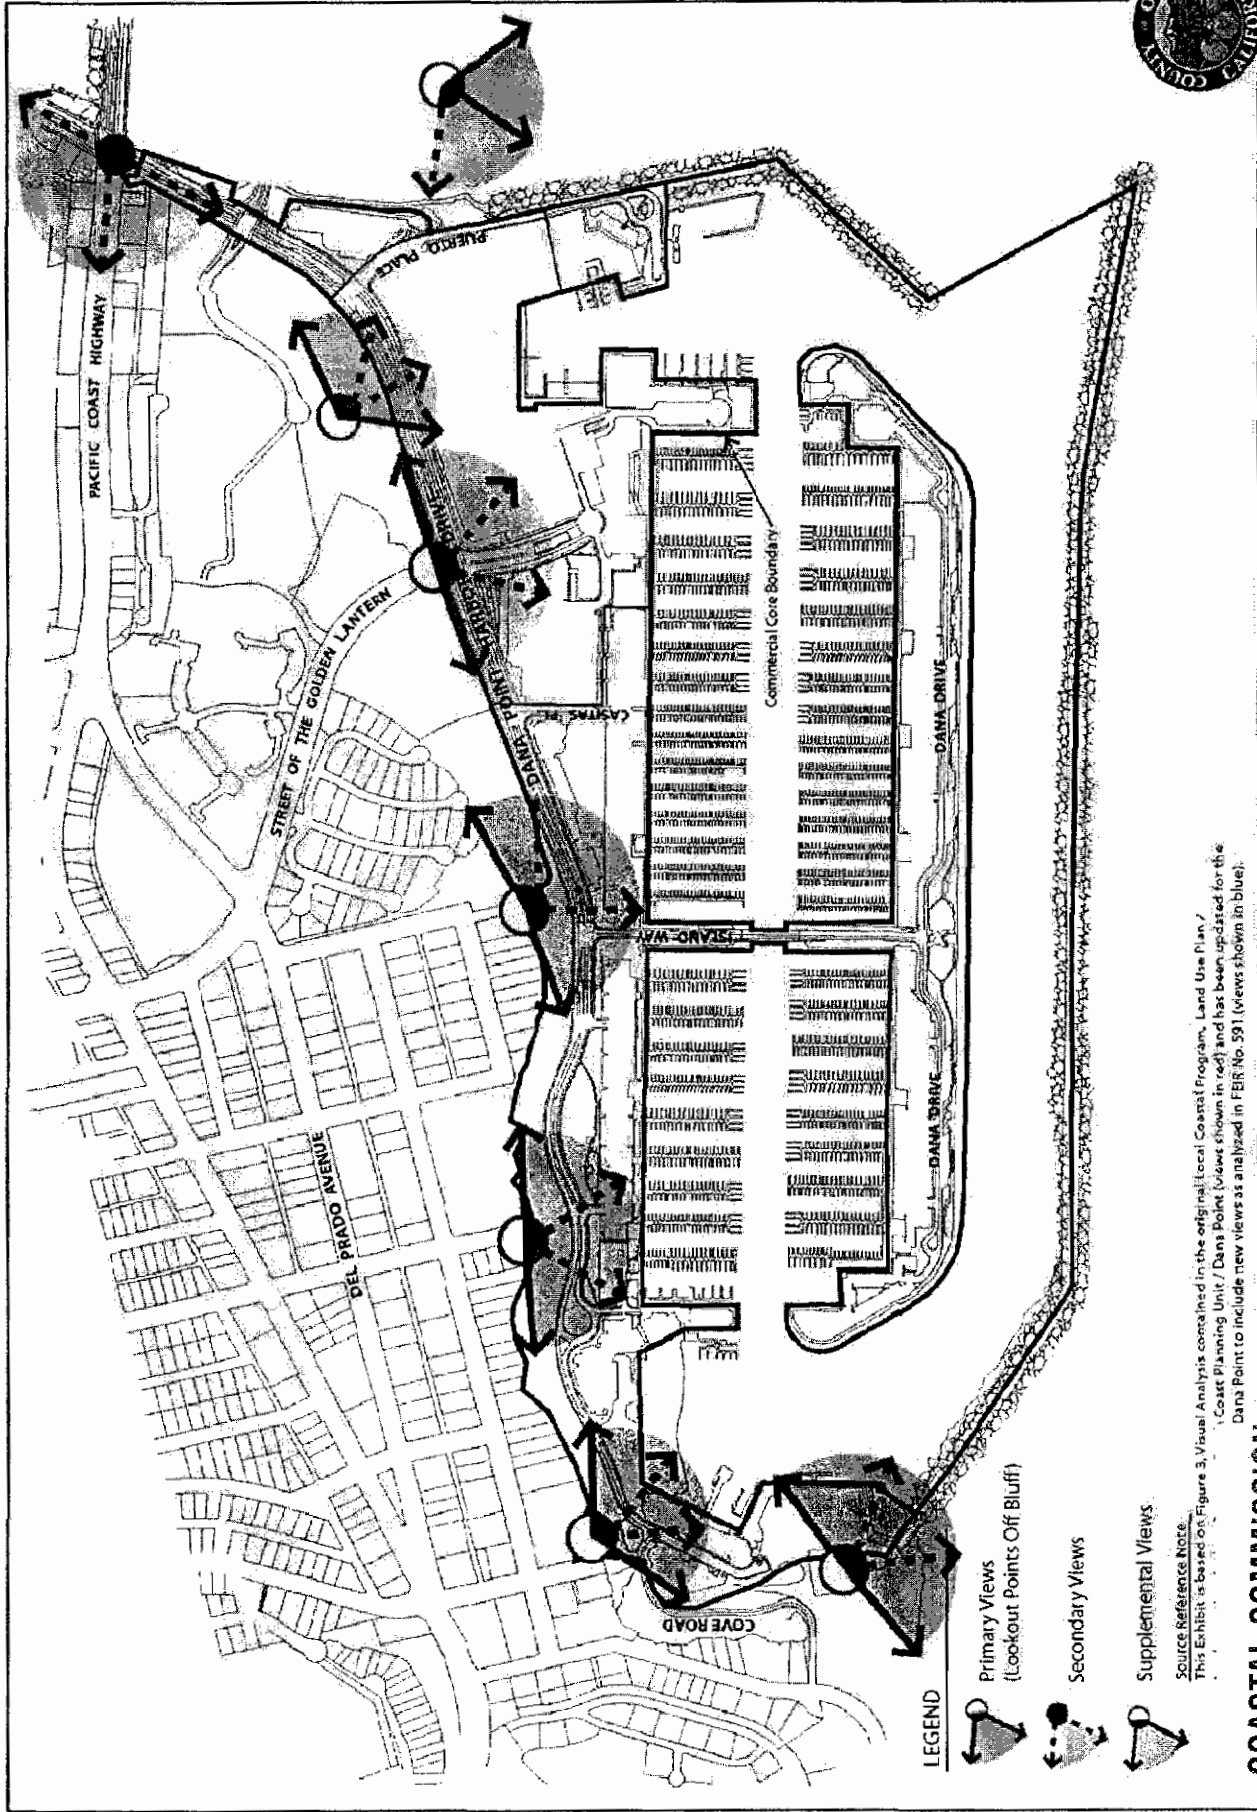 PACIFIC COAST HIGHWAY
PUERTO PLACE
STREET OF THE GOLDEN LANTERN
DANA POINT HARBOR DRIVE
CASITAS PL
Commercial Core Boundary
DEL PRADO AVENUE
ISLAND WAY
DANA DRIVE
DANA DRIVE
COVE ROAD
LEGEND
Primary Views
(Lookout Points Off Bluff)
Secondary Views
Supplemental Views
Source Reference Note
This Exhibit is based on Figure 3, Visual Analysis contained in the original Local Coastal Program, Land Use Plan /
Coast Planning Unit / Dana Point (views shown in red) and has been updated for the
Dana Point to include new views as analyzed in FEIR No. 591 (views shown in blue).
COASTAL COMMISSION
COUNTY